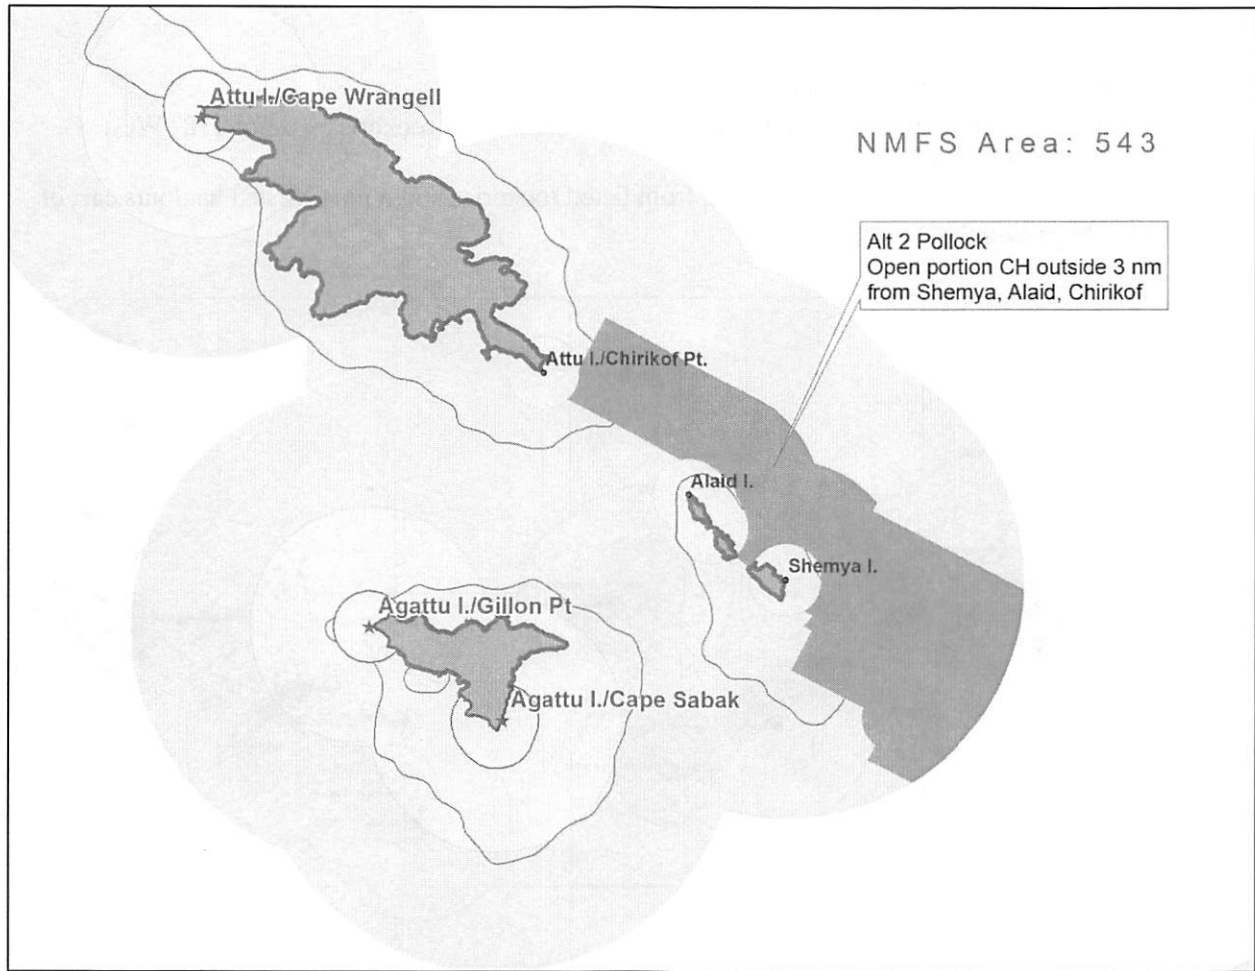 Attu I./Cape Wrangell
NMFS Area: 543
Alt 2 Pollock
Open portion CH outside 3 nm
from Shemya, Alaid, Chirikof
Attu I./Chirikof Pt.
Alaid I.
Shemya I.
Agattu I./Gillon Pt
Agattu I./Cape Sabak